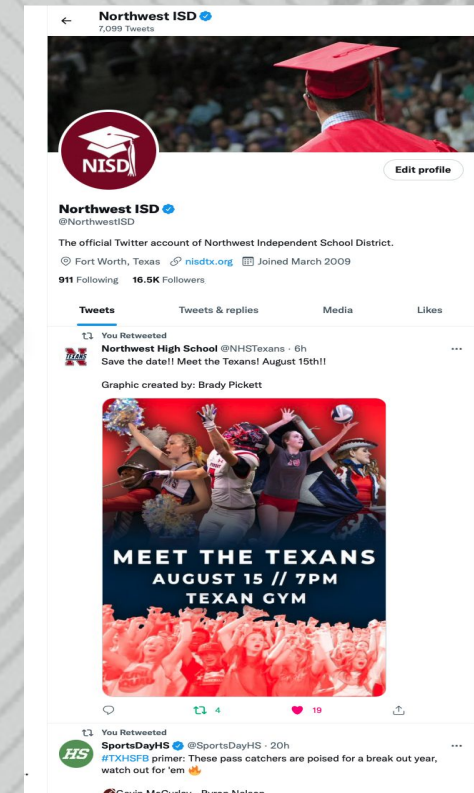 Northwest ISD
7,099 Tweets
NISD
Edit profile
Northwest ISD
@NorthwestISD
The official Twitter account of Northwest Independent School District.
Fort Worth, Texas nisdtx.org Joined March 2009
911 Following 16.5K Followers
Tweets Tweets & replies Media Likes
You Retweeted
TEXANS
Northwest High School @NHSTexans · 6h
Save the date!! Meet the Texans! August 15th!!
Graphic created by: Brady Pickett
MEET THE TEXANS
AUGUST 15 // 7PM
TEXAN GYM
4 19
You Retweeted
HS
SportsDayHS @SportsDayHS · 20h
#TXHSFB primer: These pass catchers are poised for a break out year,
watch out for 'em 🔥